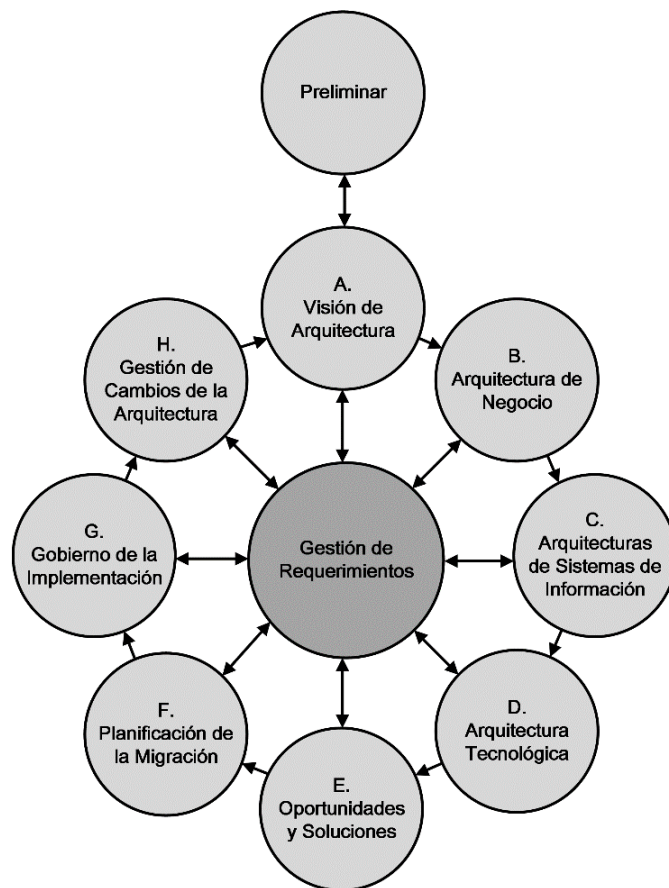 Preliminar
A.
Visión de
Arquitectura
H.
Gestión de
Cambios de la
Arquitectura
B.
Arquitectura de
Negocio
G.
Gobierno de la
Implementación
Gestión de
Requerimientos
C.
Arquitecturas
de Sistemas de
Información
F.
Planificación de
la Migración
D.
Arquitectura
Tecnológica
E.
Oportunidades
y Soluciones